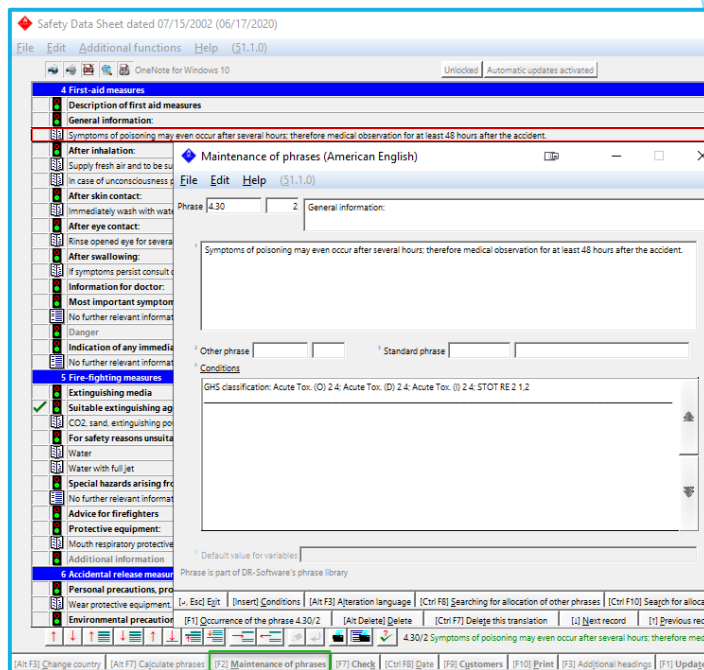 Safety Data Sheet dated 07/15/2002 (06/17/2020)
File Edit Additional functions Help (51.1.0)
OneNote for Windows 10 Unlocked Automatic updates activated
4 First-aid measures
Description of first aid measures
General information:
Symptoms of poisoning may even occur after several hours; therefore medical observation for at least 48 hours after the accident.
After inhalation:
Supply fresh air and to be su
In case of unconsciousness p
After skin contact:
Immediately wash with wate
After eye contact:
Rinse opened eye for severa
After swallowing:
If symptoms persist consult d
Information for doctor:
Most important symptom
No further relevant informat
Danger
Indication of any immedia
No further relevant informat
5 Fire-fighting measures
Extinguishing media
Suitable extinguishing ag
CO2, sand, extinguishing po
For safety reasons unsuita
Water
Water with full jet
Special hazards arising fro
No further relevant informat
Advice for firefighters
Protective equipment:
Mouth respiratory protective
Additional information
6 Accidental release measur
Personal precautions, pro
Wear protective equipment.
Environmental precaution
Maintenance of phrases (American English)
File Edit Help (51.1.0)
Phrase 4.30 2 General information:
Symptoms of poisoning may even occur after several hours; therefore medical observation for at least 48 hours after the accident.
Other phrase Standard phrase
Conditions
GHS classification: Acute Tox. (O) 2 4; Acute Tox. (D) 2 4; Acute Tox. (I) 2 4; STOT RE 2 1,2
Default value for variables
Phrase is part of DR-Software's phrase library
[↵, Esc] Exit [Insert] Conditions [Alt F3] Alteration language [Ctrl F8] Searching for allocation of other phrases [Ctrl F10] Search for alloca
[F1] Occurrence of the phrase 4.30/2 [Alt Delete] Delete [Ctrl F7] Delete this translation [↓] Next record [↑] Previous rec
4.30/2 Symptoms of poisoning may even occur after several hours; therefore med
[Alt F3] Change country [Alt F7] Calculate phrases [F2] Maintenance of phrases [F7] Check [Ctrl F8] Date [F9] Customers [F10] Print [F3] Additional headings [F1] Updat